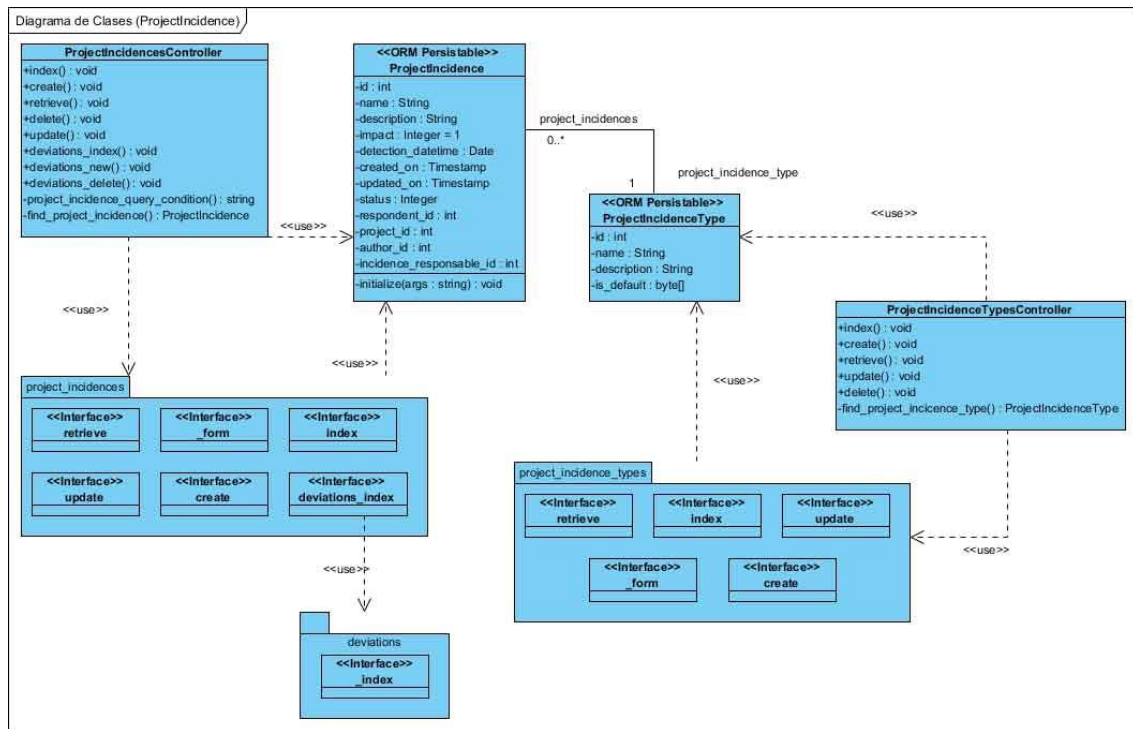 Diagrama de Clases (ProjectIncidence)
ProjectIncidencesController
+index() : void
+create() : void
+retrieve() : void
+delete() : void
+update() : void
+deviations_index() : void
+deviations_new() : void
+deviations_delete() : void
-project_incidence_query_condition() : string
-find_project_incidence() : ProjectIncidence
<<use>>
<<use>>
<<ORM Persistable>>
ProjectIncidence
-id : int
-name : String
-description : String
-impact : Integer = 1
-detection_datetime : Date
-created_on : Timestamp
-updated_on : Timestamp
-status : Integer
-respondent_id : int
-project_id : int
-author_id : int
-incidence_responsable_id : int
-initialize(args : string) : void
project_incidences
0..*
1
project_incidence_type
<<ORM Persistable>>
ProjectIncidenceType
-id : int
-name : String
-description : String
-is_default : byte[]
<<use>>
ProjectIncidenceTypesController
+index() : void
+create() : void
+retrieve() : void
+update() : void
+delete() : void
-find_project_incicence_type() : ProjectIncidenceType
<<use>>
<<use>>
<<use>>
project_incidences
<<Interface>>
retrieve
<<Interface>>
_form
<<Interface>>
index
<<Interface>>
update
<<Interface>>
create
<<Interface>>
deviations_index
<<use>>
deviations
<<Interface>>
_index
project_incidence_types
<<Interface>>
retrieve
<<Interface>>
index
<<Interface>>
update
<<Interface>>
_form
<<Interface>>
create